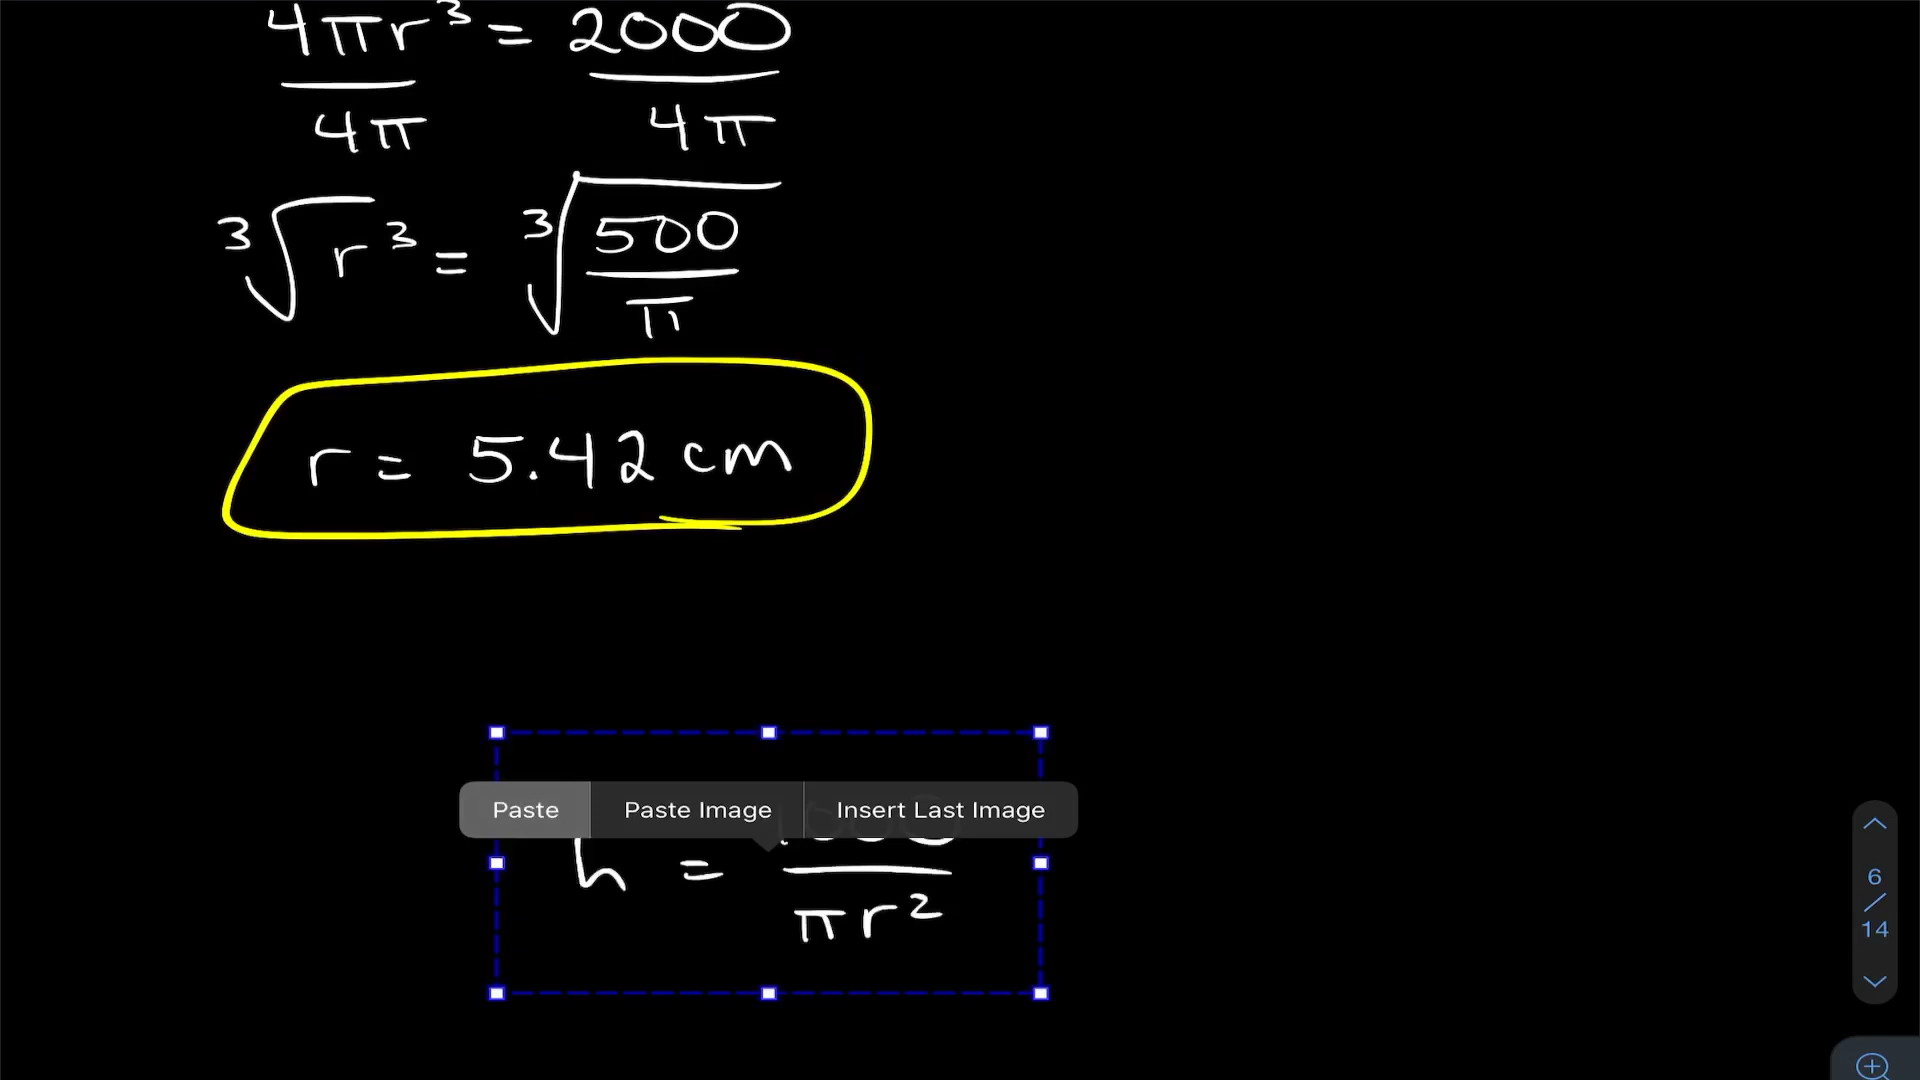 4πr³ = 2000
4π 4π
³√r³ = ³√500
π
r = 5.42 cm
Paste Paste Image Insert Last Image
h = 1000
πr²
6
/
14